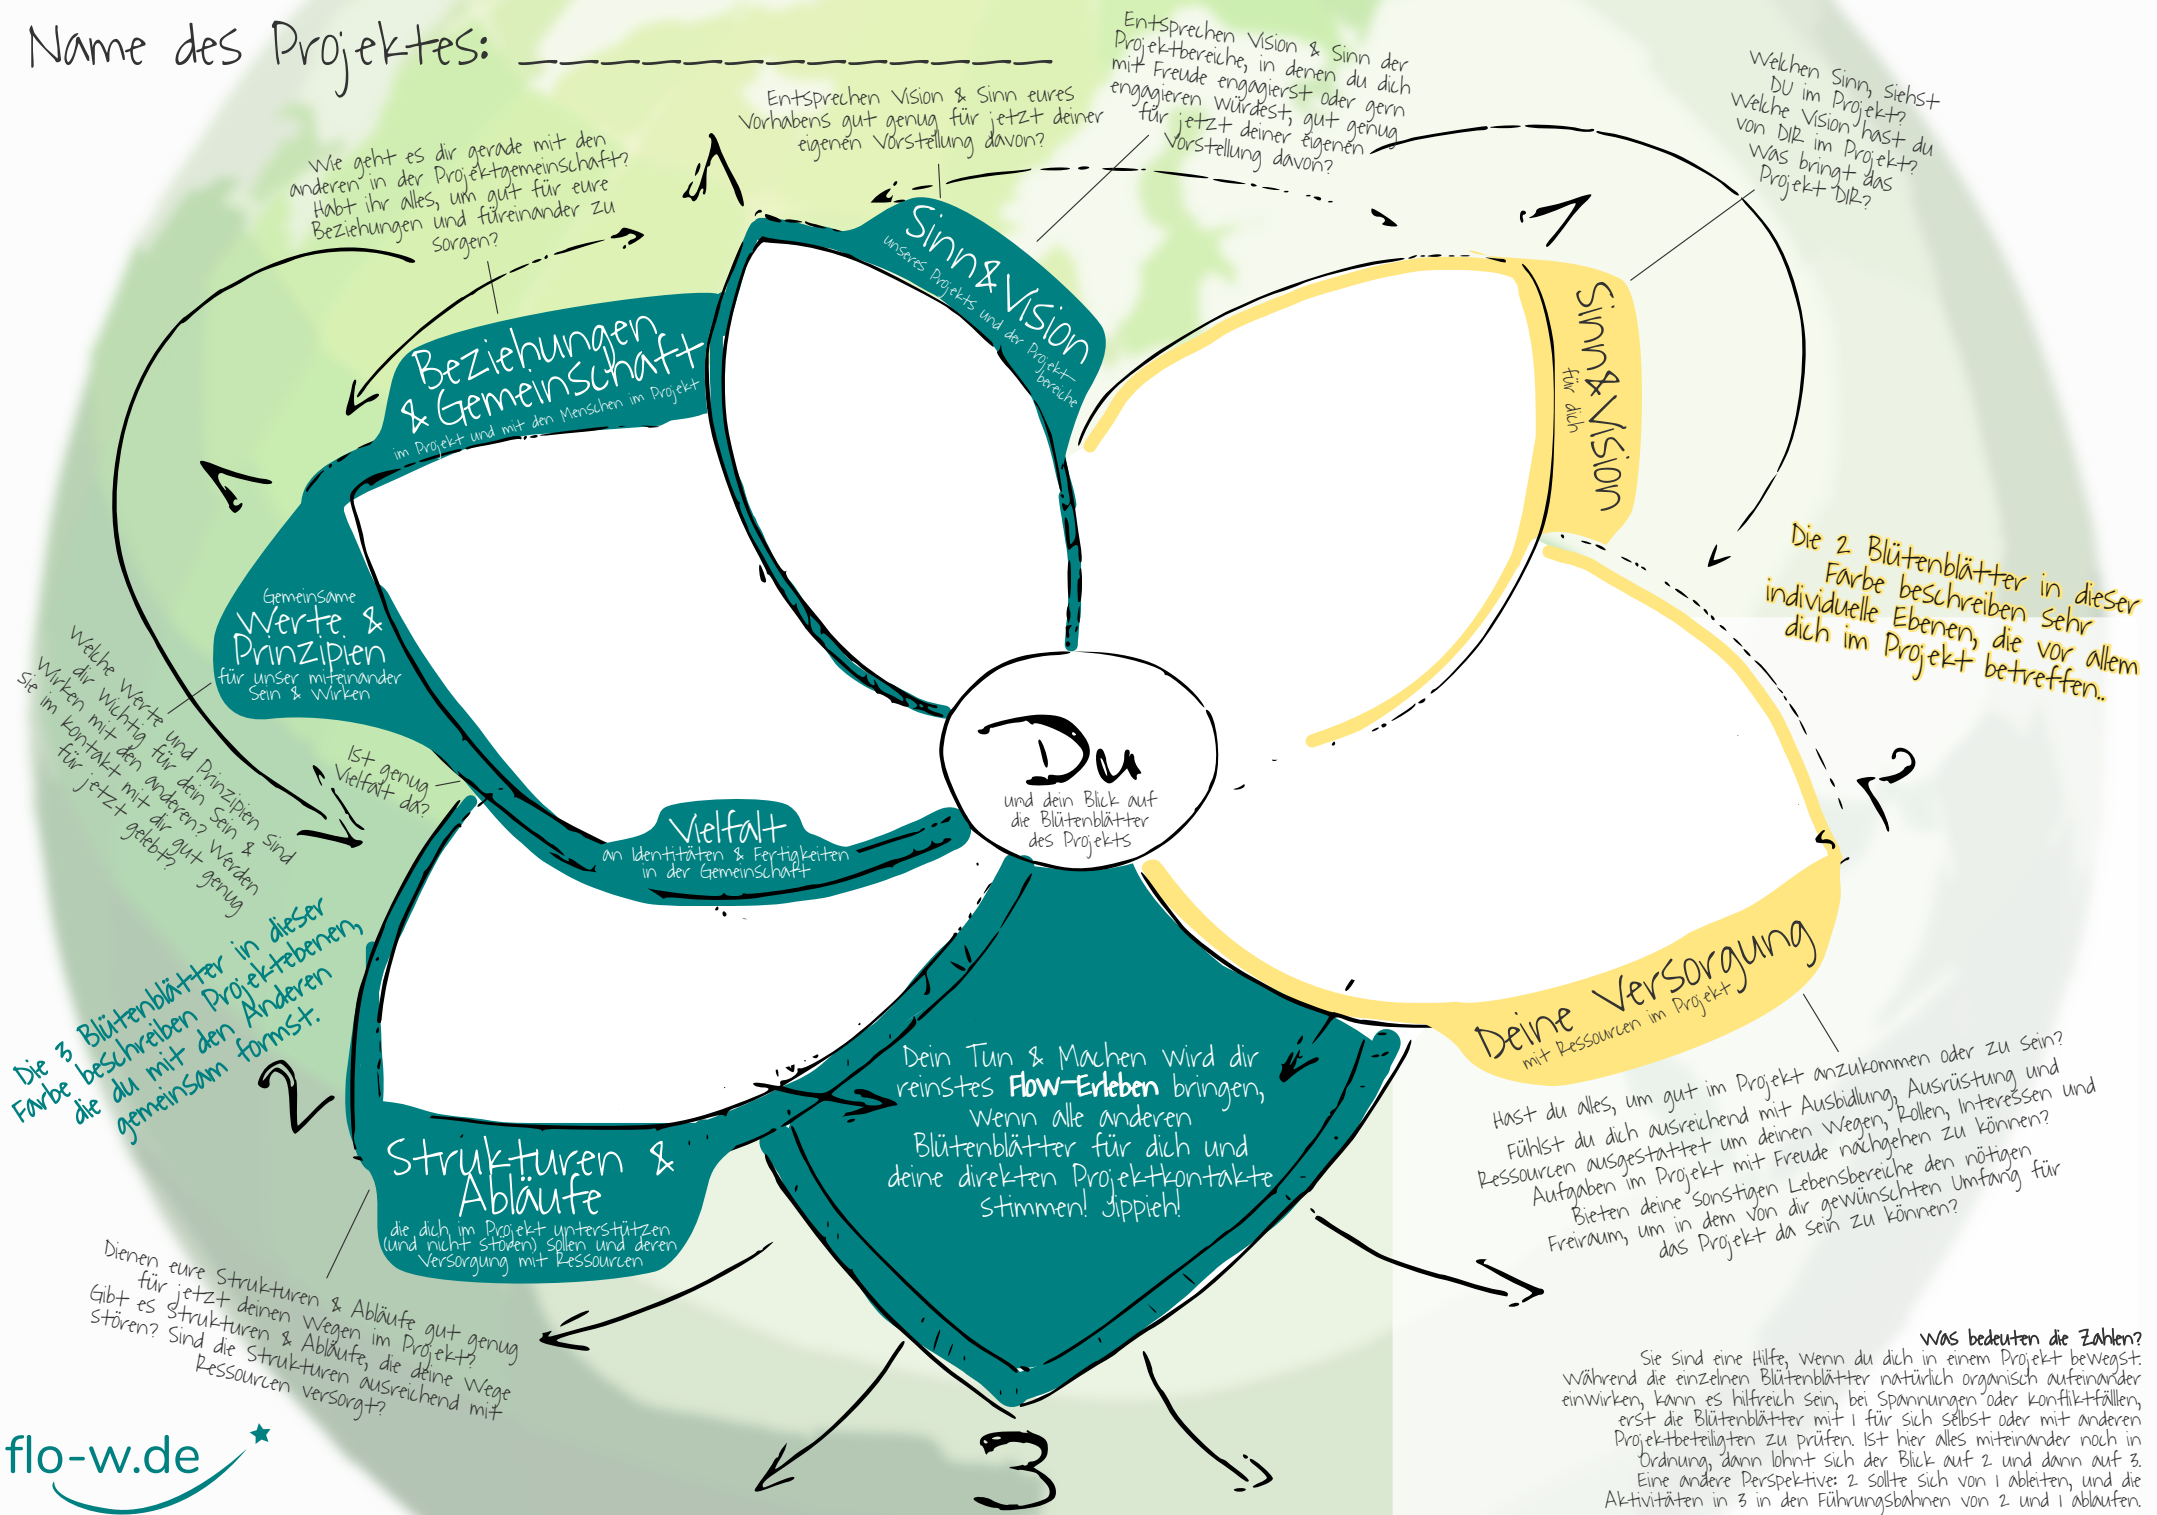 Name des Projektes: __________________
Entsprechen Vision & Sinn der
Projektbereiche, in denen du dich
mit Freude engagierst oder gern
engagieren würdest, gut genug
für jetzt deiner eigenen
Vorstellung davon?
Welchen Sinn, siehst
DU im Projekt?
Welche Vision hast du
von DIR im Projekt?
Was bringt das
Projekt DIR?
Entsprechen Vision & Sinn eures
Vorhabens gut genug für jetzt deiner
eigenen Vorstellung davon?
Wie geht es dir gerade mit den
anderen in der Projektgemeinschaft?
Habt ihr alles, um gut für eure
Beziehungen und füreinander zu
sorgen?
1
1
1
Sinn&Vision
unseres Projekts und der Projekt-
bereiche
Sinn&Vision
für dich
Beziehungen
& Gemeinschaft
im Projekt und mit den Menschen im Projekt
Die 2 Blütenblätter in dieser
Farbe beschreiben sehr
individuelle Ebenen, die vor allem
dich im Projekt betreffen..
Gemeinsame
Werte &
Prinzipien
für unser miteinander
Sein & Wirken
Welche Werte und Prinzipien sind
dir wichtig für dein Sein &
Wirken mit den anderen? Werden
Sie im Kontakt mit dir gut genug
für jetzt gelebt?
1
Ist genug
Vielfalt da?
Du
und dein Blick auf
die Blütenblätter
des Projekts
2
Vielfalt
an Identitäten & Fertigkeiten
in der Gemeinschaft
Die 3 Blütenblätter in dieser
Farbe beschreiben Projektebenen,
die du mit den Anderen
gemeinsam formst.
2
Deine Versorgung
mit Ressourcen im Projekt
Dein Tun & Machen wird dir
reinstes Flow-Erleben bringen,
wenn alle anderen
Blütenblätter für dich und
deine direkten Projektkontakte
stimmen! Jippieh!
Hast du alles, um gut im Projekt anzukommen oder zu sein?
Fühlst du dich ausreichend mit Ausbidlung, Ausrüstung und
Ressourcen ausgestattet um deinen Wegen, Rollen, Interessen und
Aufgaben im Projekt mit Freude nachgehen zu können?
Bieten deine sonstigen Lebensbereiche den nötigen
Freiraum, um in dem von dir gewünschten Umfang für
das Projekt da sein zu können?
Strukturen &
Abläufe
die dich im Projekt unterstützen
(und nicht stören) sollen und deren
Versorgung mit Ressourcen
Dienen eure Strukturen & Abläufe gut genug
für jetzt deinen Wegen im Projekt?
Gibt es Strukturen & Abläufe, die deine Wege
stören? Sind die Strukturen ausreichend mit
Ressourcen versorgt?
3
flo-w.de
Was bedeuten die Zahlen?
Sie sind eine Hilfe, wenn du dich in einem Projekt bewegst.
Während die einzelnen Blütenblätter natürlich organisch aufeinander
einwirken, kann es hilfreich sein, bei Spannungen oder Konfliktfälllen,
erst die Blütenblätter mit 1 für sich selbst oder mit anderen
Projektbeteiligten zu prüfen. Ist hier alles miteinander noch in
Ordnung, dann lohnt sich der Blick auf 2 und dann auf 3.
Eine andere Perspektive: 2 sollte sich von 1 ableiten, und die
Aktivitäten in 3 in den Führungsbahnen von 2 und 1 ablaufen.